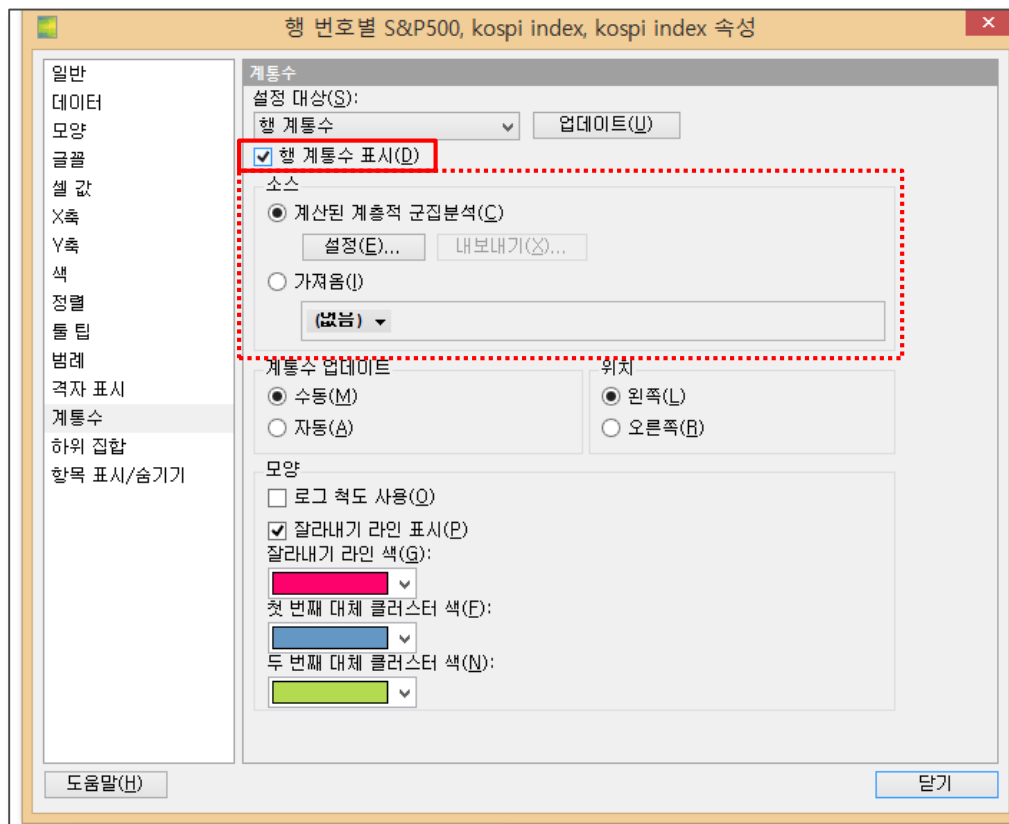 행 번호별 S&P500, kospi index, kospi index 속성
일반
데이터
모양
글꼴
셀 값
X축
Y축
색
정렬
툴 팁
범례
격자 표시
계통수
하위 집합
항목 표시/숨기기
계통수
설정 대상(S):
행 계통수
업데이트(U)
행 계통수 표시(D)
소스
계산된 계층적 군집분석(C)
설정(E)... 내보내기(X)...
가져옴(I)
(없음)
계통수 업데이트
수동(M)
자동(A)
위치
왼쪽(L)
오른쪽(R)
모양
로그 척도 사용(O)
잘라내기 라인 표시(P)
잘라내기 라인 색(G):
첫 번째 대체 클러스터 색(F):
두 번째 대체 클러스터 색(N):
도움말(H)
닫기